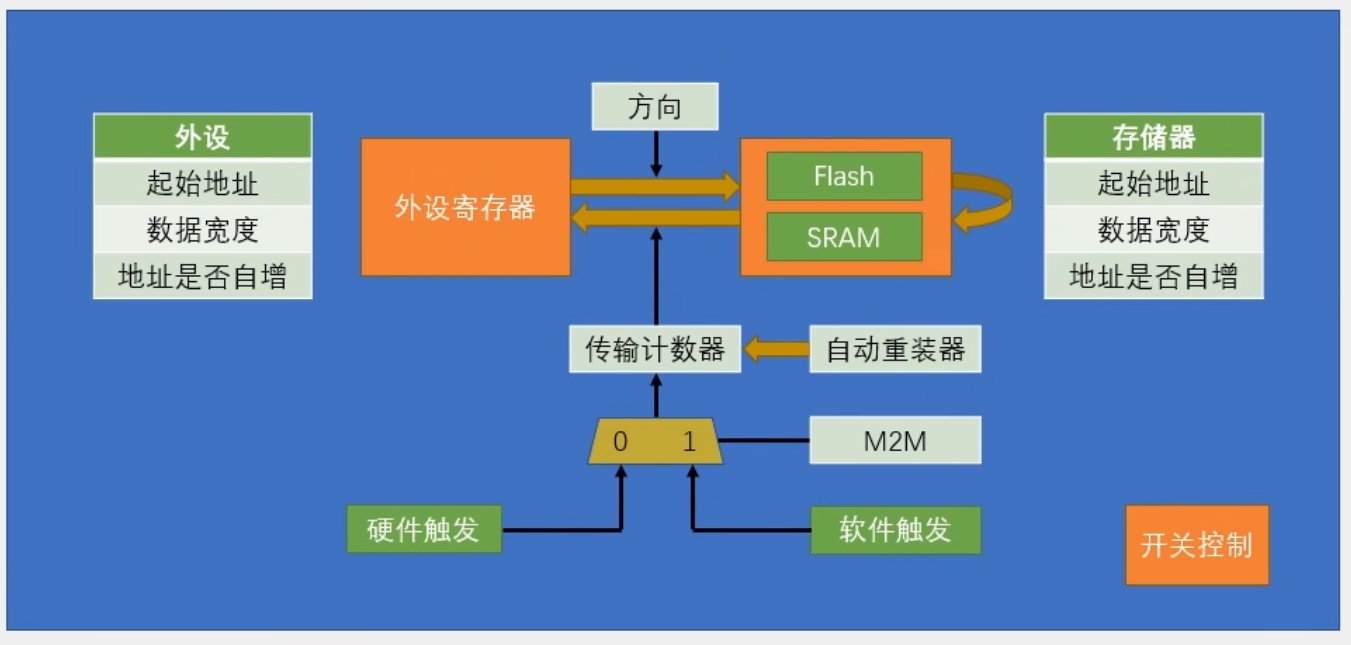 方向
外设
起始地址
数据宽度
地址是否自增
外设寄存器
Flash
SRAM
存储器
起始地址
数据宽度
地址是否自增
传输计数器
自动重装器
0 1
M2M
硬件触发
软件触发
开关控制